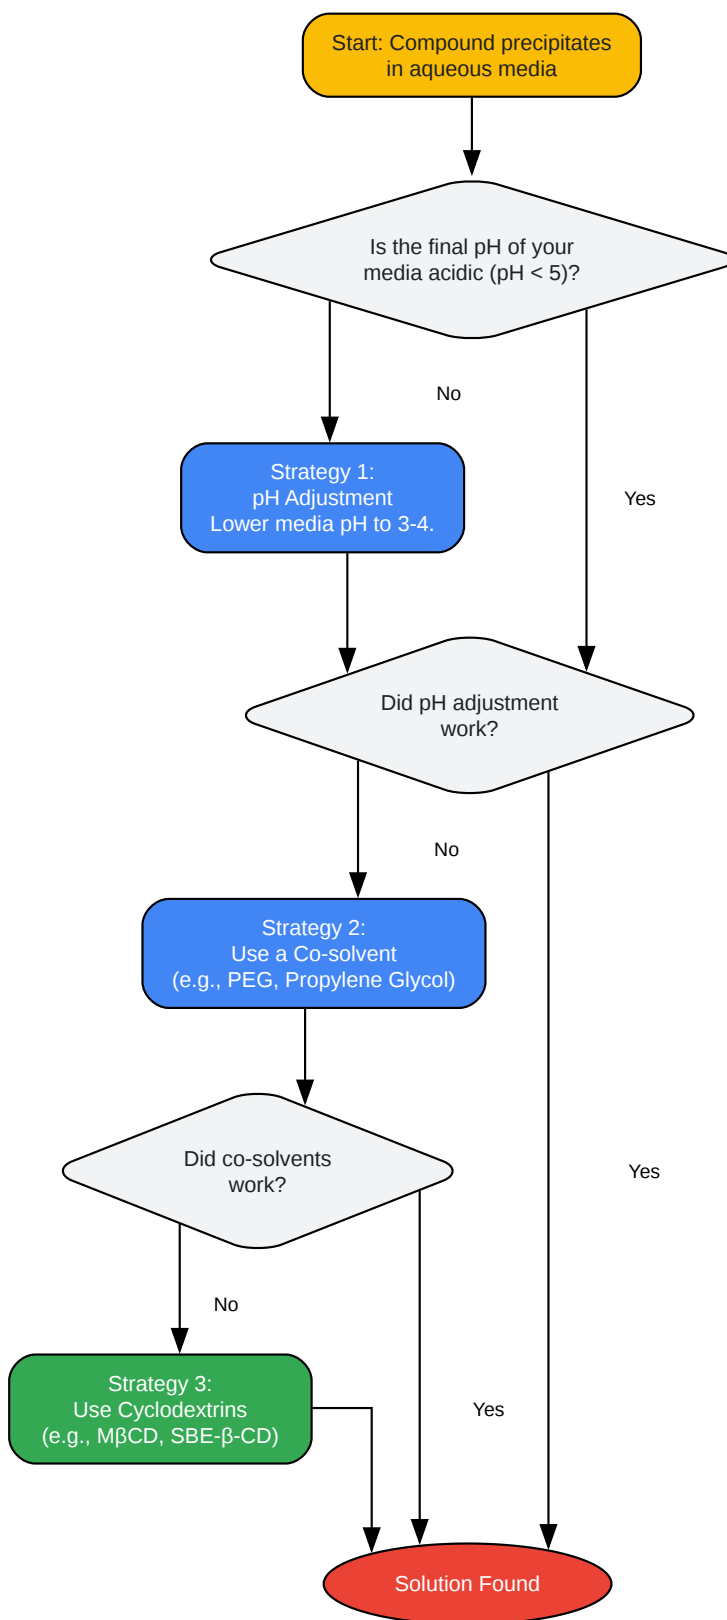 Start: Compound precipitates
in aqueous media
Is the final pH of your
media acidic (pH < 5)?
No
Strategy 1:
pH Adjustment
Lower media pH to 3-4.
Yes
Did pH adjustment
work?
No
Strategy 2:
Use a Co-solvent
(e.g., PEG, Propylene Glycol)
Did co-solvents
work?
Yes
No
Strategy 3:
Use Cyclodextrins
(e.g., MβCD, SBE-β-CD)
Yes
Solution Found